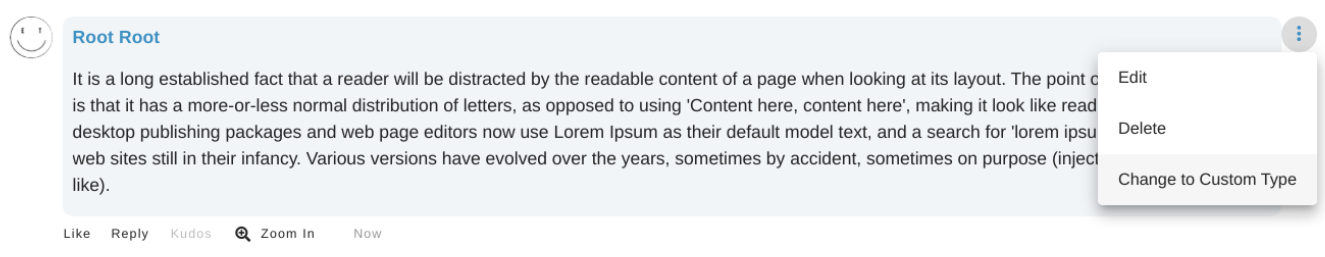 Root Root
It is a long established fact that a reader will be distracted by the readable content of a page when looking at its layout. The point
is that it has a more-or-less normal distribution of letters, as opposed to using 'Content here, content here', making it look like
desktop publishing packages and web page editors now use Lorem Ipsum as their default model text, and a search for 'lorem
web sites still in their infancy. Various versions have evolved over the years, sometimes by accident, sometimes on purpose
like).
Edit
Delete
Change to Custom Type
Like Reply Kudos Zoom In Now